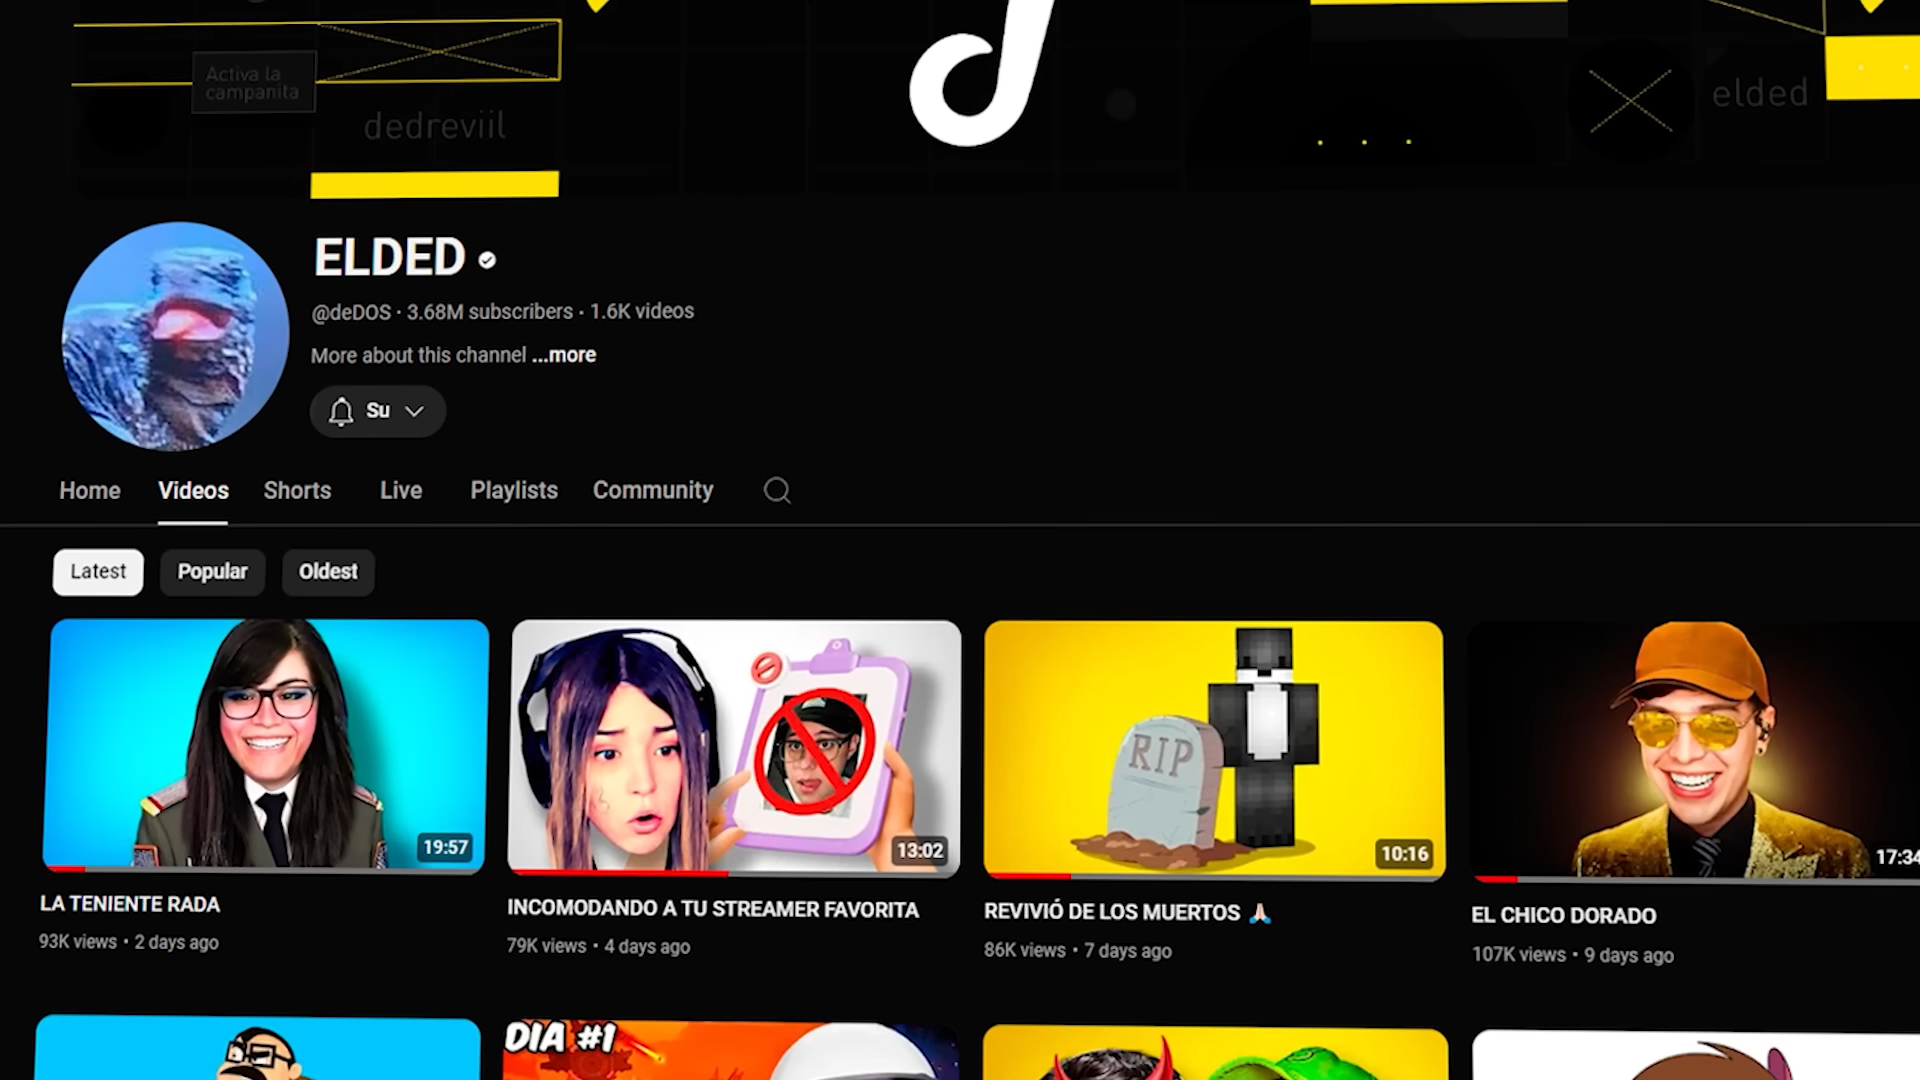 Activa la
campanita
dedreviil
elded
ELDED
@deDOS · 3.68M subscribers · 1.6K videos
More about this channel ...more
Su
Home Videos Shorts Live Playlists Community
Latest Popular Oldest
RIP
19:57
13:02
10:16
17:34
LA TENIENTE RADA
93K views • 2 days ago
INCOMODANDO A TU STREAMER FAVORITA
79K views • 4 days ago
REVIVIÓ DE LOS MUERTOS 🙏🏻
86K views • 7 days ago
EL CHICO DORADO
107K views • 9 days ago
DIA #1